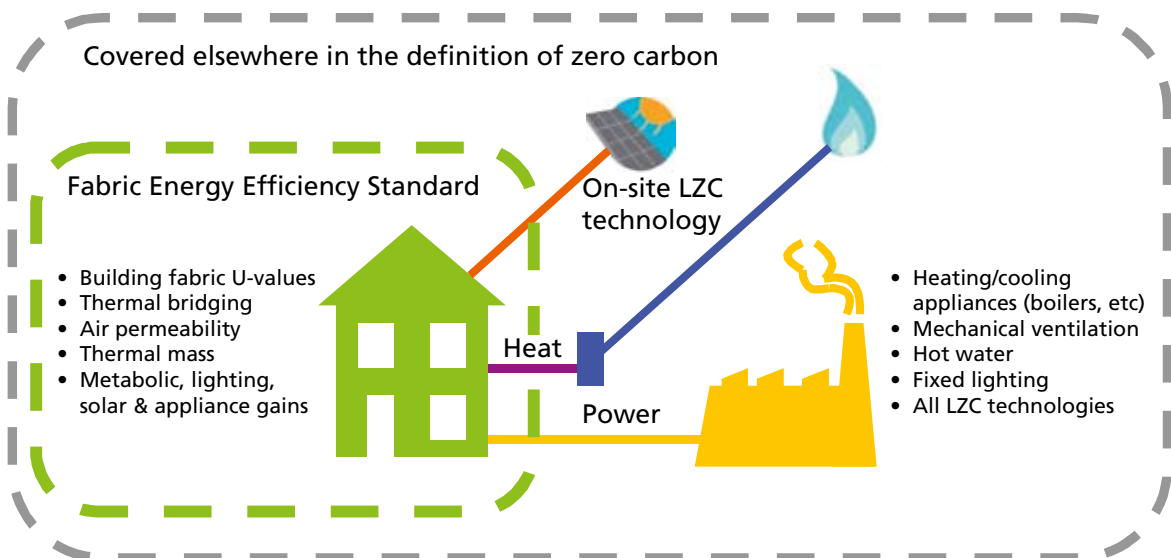 Covered elsewhere in the definition of zero carbon
Fabric Energy Efficiency Standard
• Building fabric U-values
• Thermal bridging
• Air permeability
• Thermal mass
• Metabolic, lighting,
solar & appliance gains
On-site LZC
technology
Heat
Power
• Heating/cooling
appliances (boilers, etc)
• Mechanical ventilation
• Hot water
• Fixed lighting
• All LZC technologies